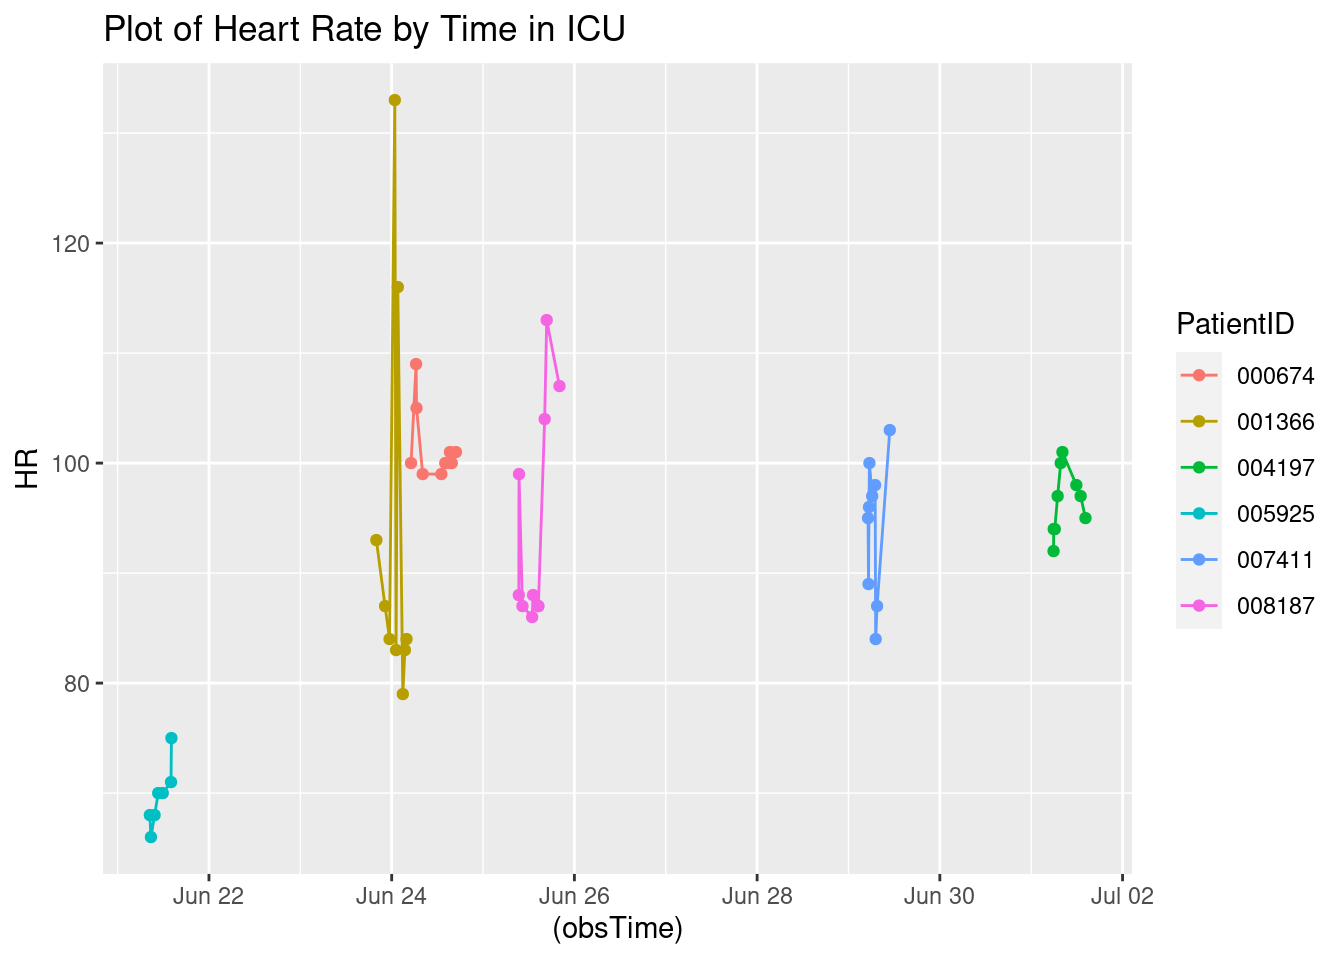 Plot of Heart Rate by Time in ICU
120
100
80
HR
Jun 22 Jun 24 Jun 26 Jun 28 Jun 30 Jul 02
(obsTime)
PatientID
000674
001366
004197
005925
007411
008187